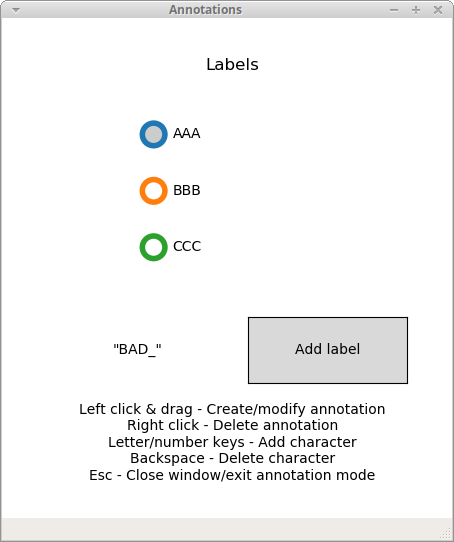 Annotations
Labels
AAA
BBB
CCC
"BAD_"
Add label
Left click & drag - Create/modify annotation
Right click - Delete annotation
Letter/number keys - Add character
Backspace - Delete character
Esc - Close window/exit annotation mode